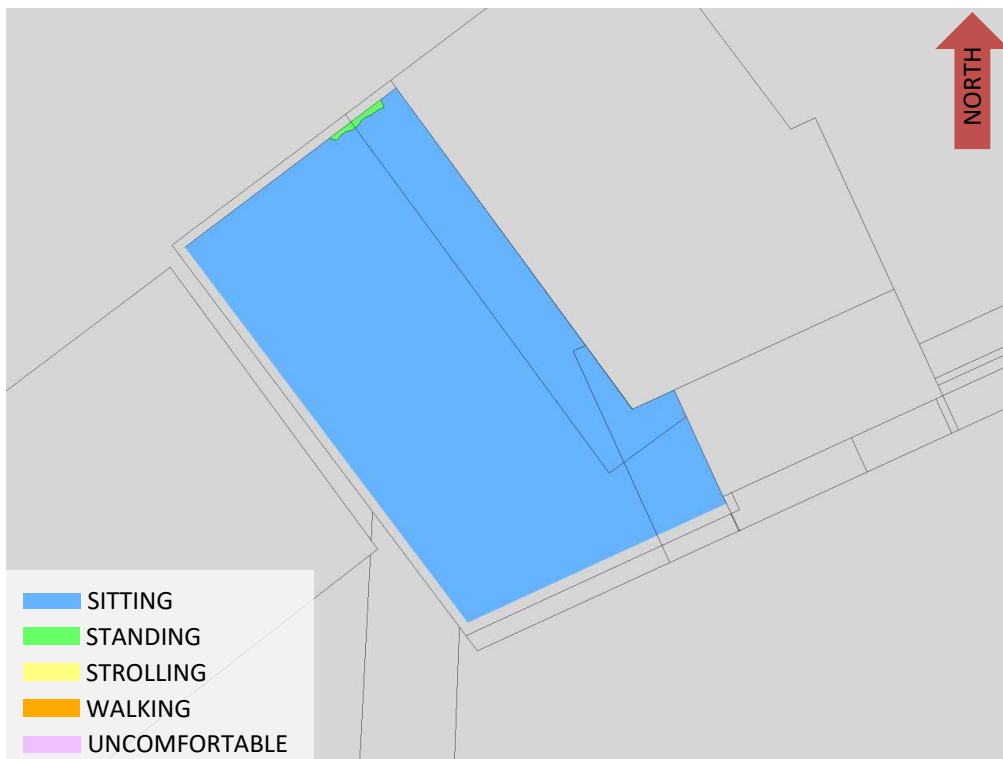 NORTH
SITTING
STANDING
STROLLING
WALKING
UNCOMFORTABLE